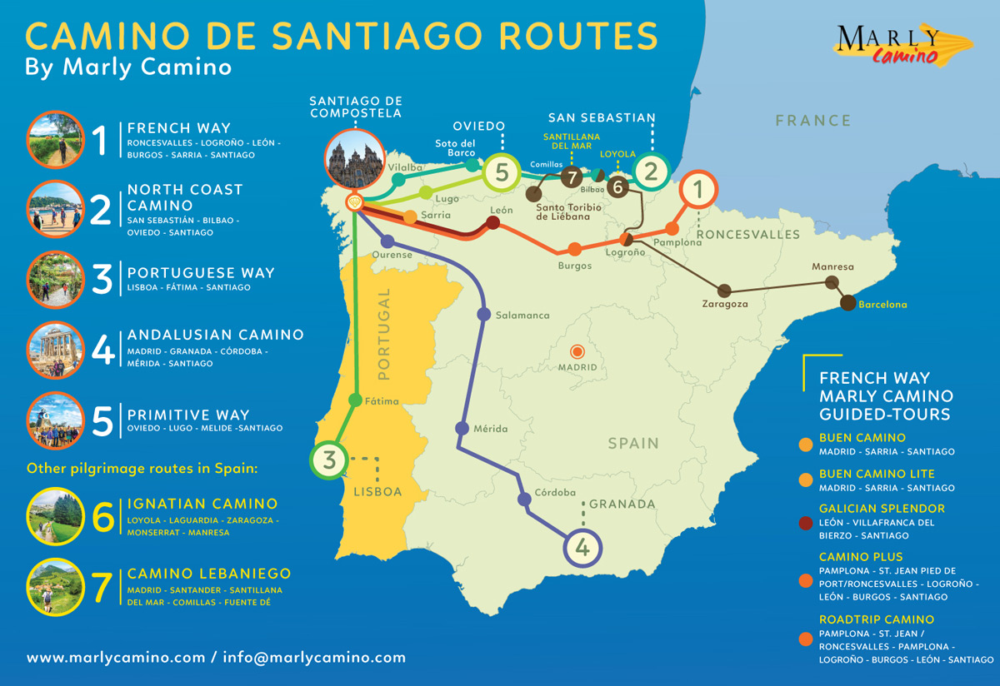 CAMINO DE SANTIAGO ROUTES
By Marly Camino
MARLY
Camino
1
FRENCH WAY
RONCESVALLES - LOGROÑO - LEÓN -
BURGOS - SARRIA - SANTIAGO
2
NORTH COAST
CAMINO
SAN SEBASTIÁN - BILBAO -
OVIEDO - SANTIAGO
3
PORTUGUESE WAY
LISBOA - FÁTIMA - SANTIAGO
4
ANDALUSIAN CAMINO
MADRID - GRANADA - CÓRDOBA -
MÉRIDA - SANTIAGO
5
PRIMITIVE WAY
OVIEDO - LUGO - MELIDE -SANTIAGO
Other pilgrimage routes in Spain:
6
IGNATIAN CAMINO
LOYOLA - LAGUARDIA - ZARAGOZA -
MONSERRAT - MANRESA
7
CAMINO LEBANIEGO
MADRID - SANTANDER - SANTILLANA
DEL MAR - COMILLAS - FUENTE DÉ
www.marlycamino.com / info@marlycamino.com
SANTIAGO DE
COMPOSTELA
OVIEDO
SAN SEBASTIAN
SANTILLANA
DEL MAR
LOYOLA
Soto del
Barco
Vilalba
Comillas
5
7
Bilbao
6
2
1
FRANCE
Lugo
Sarria
León
Santo Toribio
de Liébana
RONCESVALLES
Pamplona
Logroño
Ourense
Burgos
Manresa
Zaragoza
Barcelona
PORTUGAL
Salamanca
MADRID
Fátima
Mérida
SPAIN
3
LISBOA
Córdoba
GRANADA
4
FRENCH WAY
MARLY CAMINO
GUIDED-TOURS
BUEN CAMINO
MADRID - SARRIA - SANTIAGO
BUEN CAMINO LITE
MADRID - SARRIA - SANTIAGO
GALICIAN SPLENDOR
LEÓN - VILLAFRANCA DEL
BIERZO - SANTIAGO
CAMINO PLUS
PAMPLONA - ST. JEAN PIED DE
PORT/RONCESVALLES - LOGROÑO -
LEÓN - BURGOS - SANTIAGO
ROADTRIP CAMINO
PAMPLONA - ST. JEAN /
RONCESVALLES - PAMPLONA -
LOGROÑO - BURGOS - LEÓN - SANTIAGO